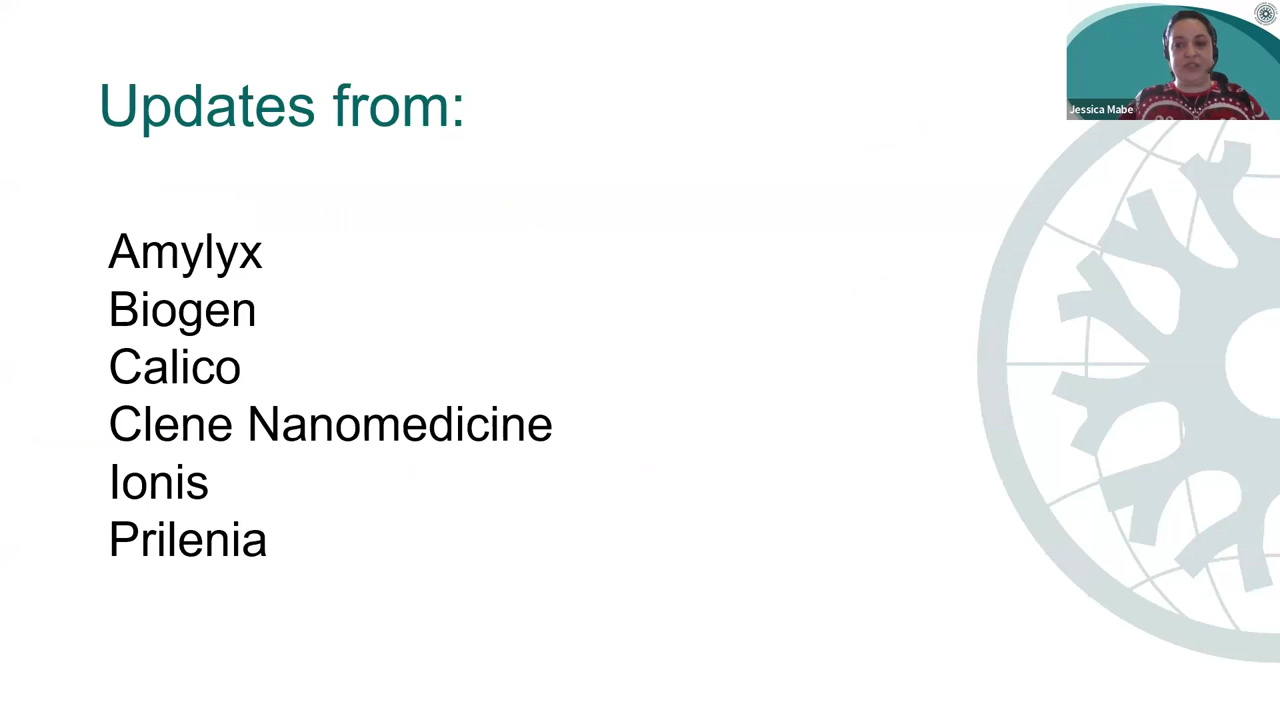 Updates from:
Jessica Mabe
Amylyx
Biogen
Calico
Clene Nanomedicine
Ionis
Prilenia